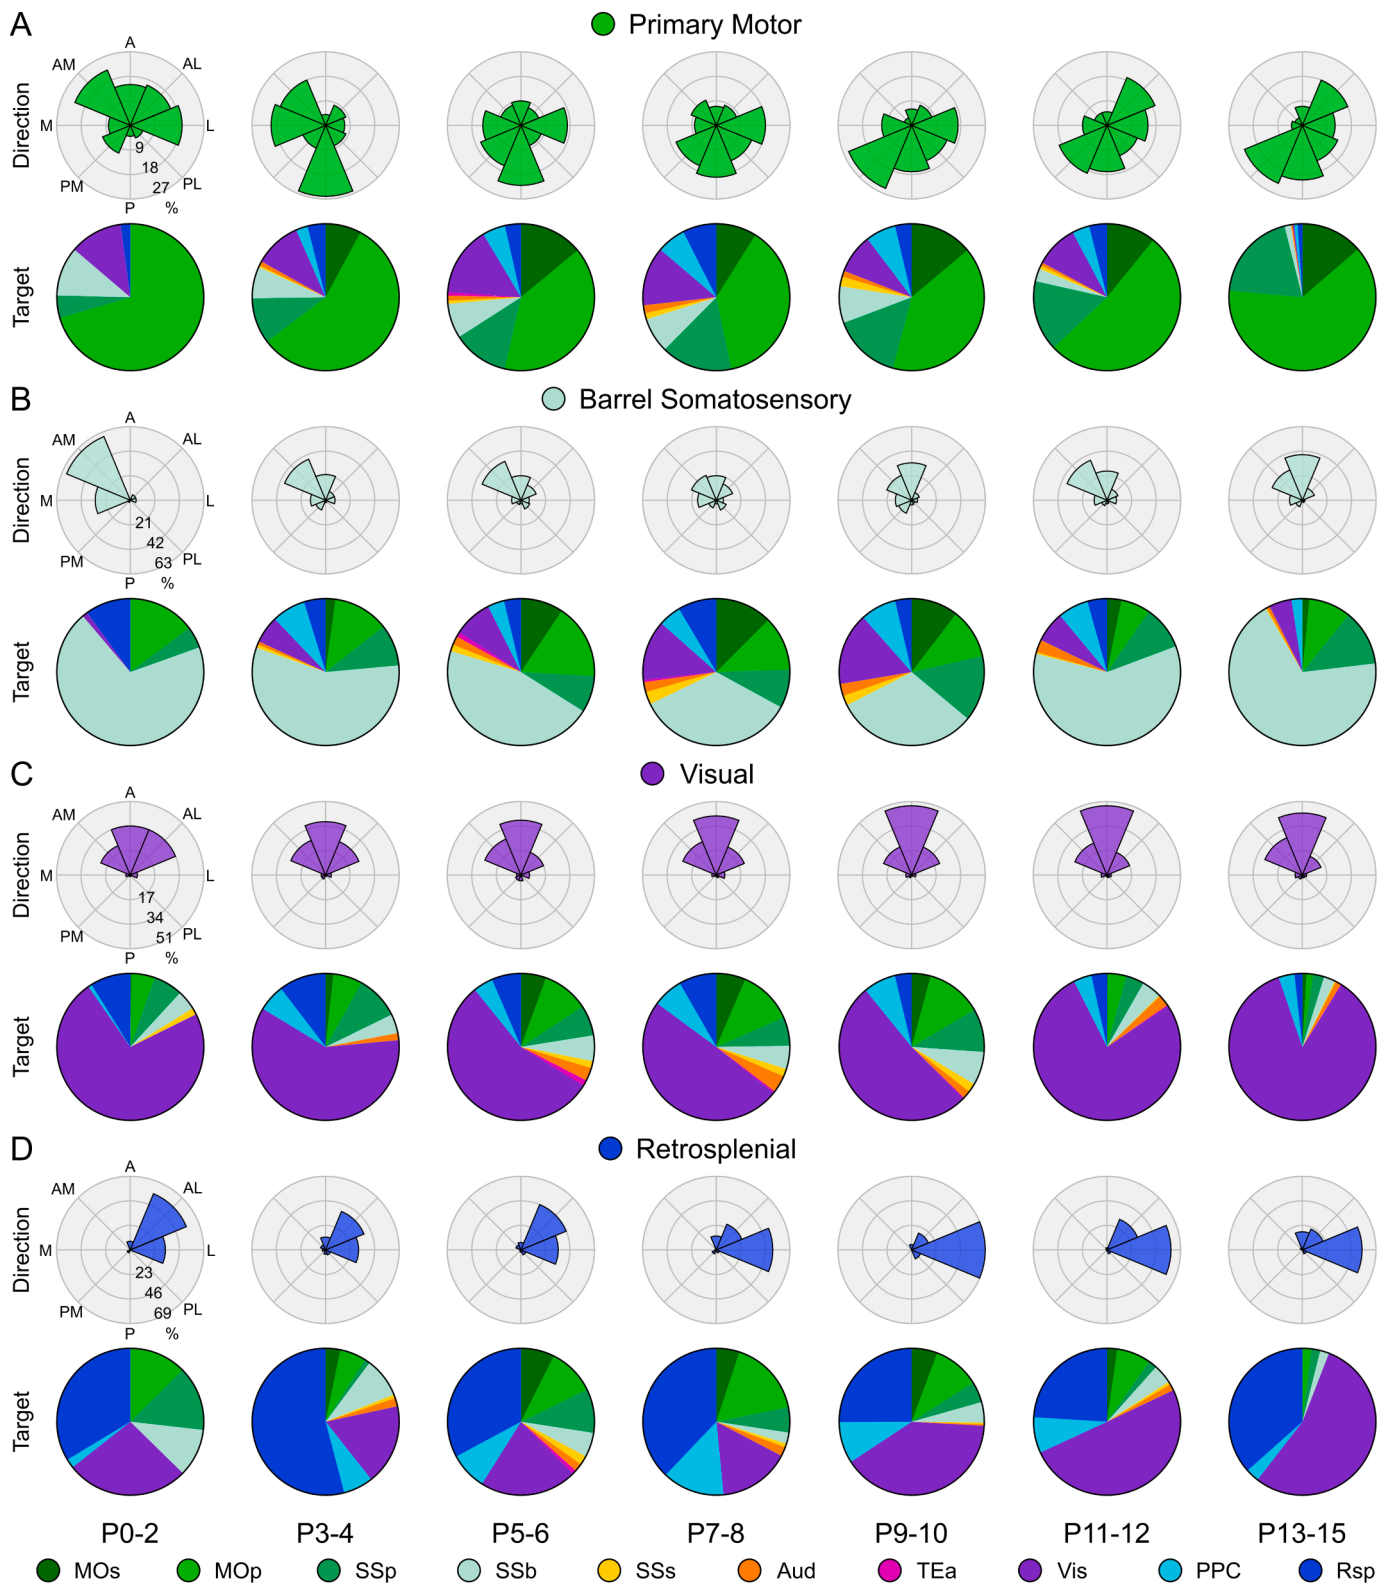 A
Primary Motor
Direction
A
AM
AL
M
L
9
18
27
PM
PL
P
%
Target
B
Barrel Somatosensory
Direction
A
AM
AL
M
L
21
42
63
PM
PL
P
%
Target
C
Visual
Direction
A
AM
AL
M
L
17
34
51
PM
PL
P
%
Target
D
Retrosplenial
Direction
A
AM
AL
M
L
23
46
69
PM
PL
P
%
Target
P0-2 P3-4 P5-6 P7-8 P9-10 P11-12 P13-15
MOs MOp SSp SSb SSs Aud TEa Vis PPC Rsp